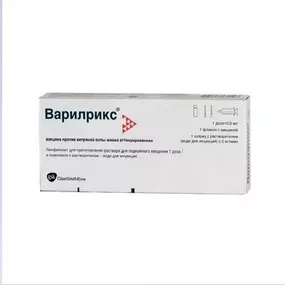 Варилрикс®
1 доза=0,5 мл
1 флакон с вакциной
1 шприц с растворителем
(вода для инъекций) 2 иглами
вакцина против ветряной оспы живая аттенуированная
Лиофилизат для приготовления раствора для подкожного введения 1 доза
в комплекте с растворителем - вода для инъекций
GlaxoSmithKline